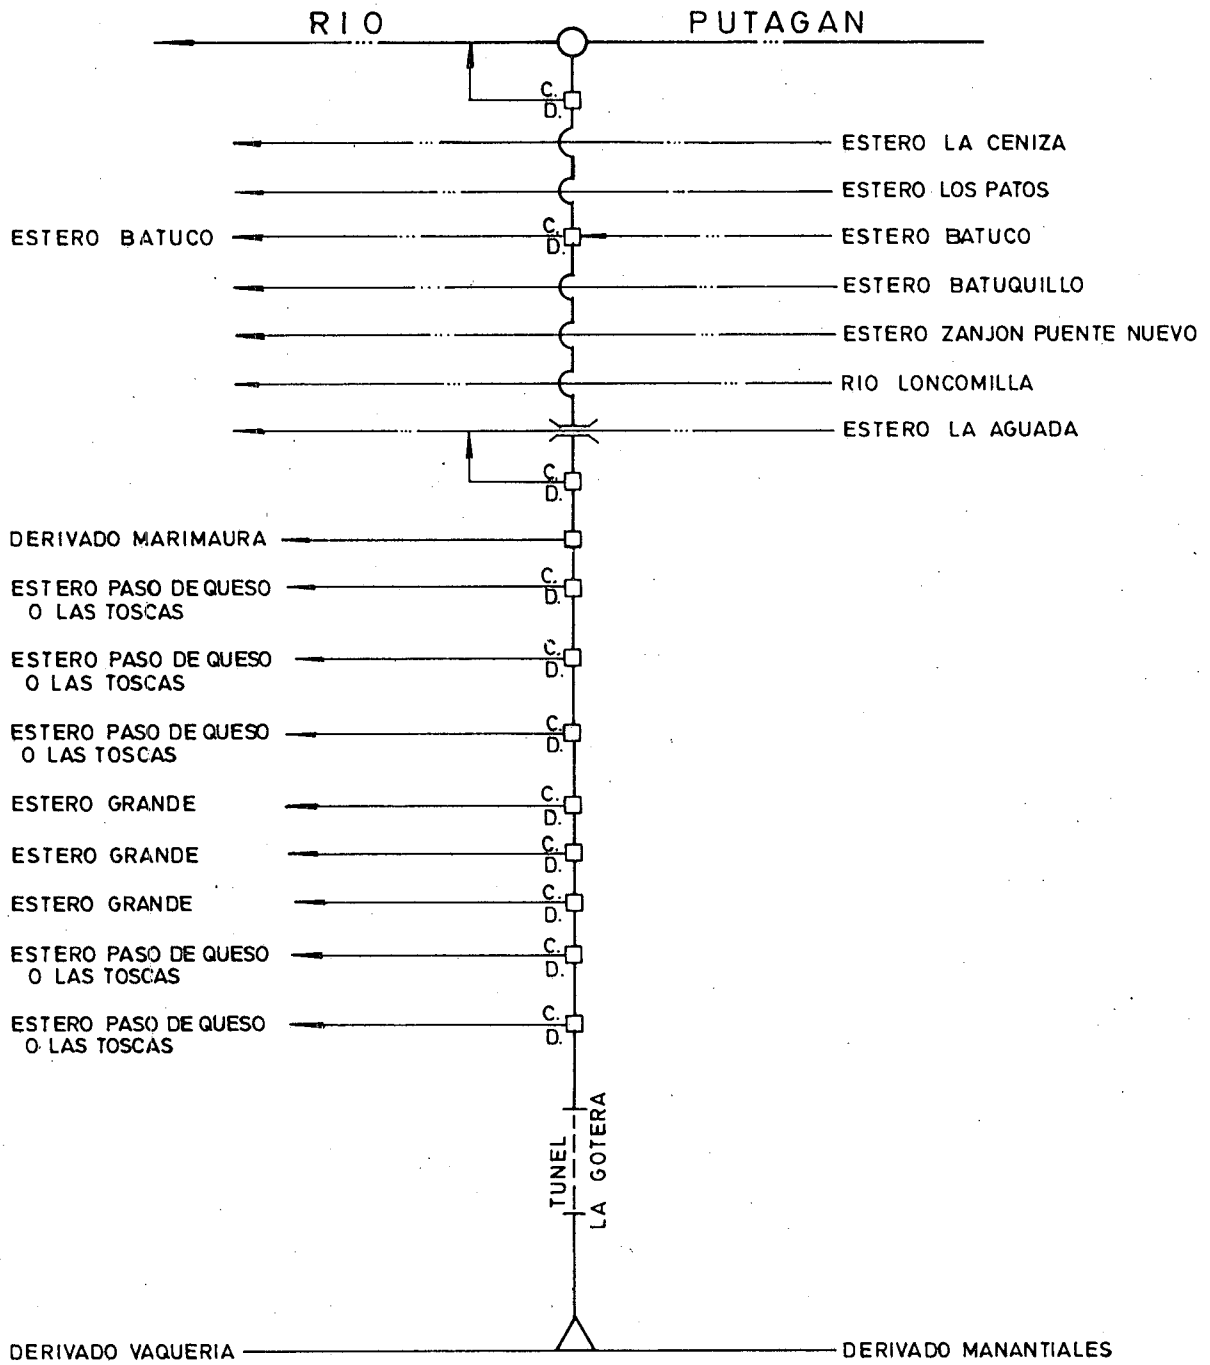 RIO PUTAGAN
C.
D.
ESTERO LA CENIZA
ESTERO LOS PATOS
ESTERO BATUCO
C.
D.
ESTERO BATUCO
ESTERO BATUQUILLO
ESTERO ZANJON PUENTE NUEVO
RIO LONCOMILLA
ESTERO LA AGUADA
C.
D.
DERIVADO MARIMAURA
ESTERO PASO DE QUESO
O LAS TOSCAS
C.
D.
ESTERO PASO DE QUESO
O LAS TOSCAS
C.
D.
ESTERO PASO DE QUESO
O LAS TOSCAS
C.
D.
ESTERO GRANDE
C.
D.
ESTERO GRANDE
C.
D.
ESTERO GRANDE
C.
D.
ESTERO PASO DE QUESO
O LAS TOSCAS
C.
D.
ESTERO PASO DE QUESO
O LAS TOSCAS
C.
D.
TUNEL
LA GOTERA
DERIVADO VAQUERIA
DERIVADO MANANTIALES